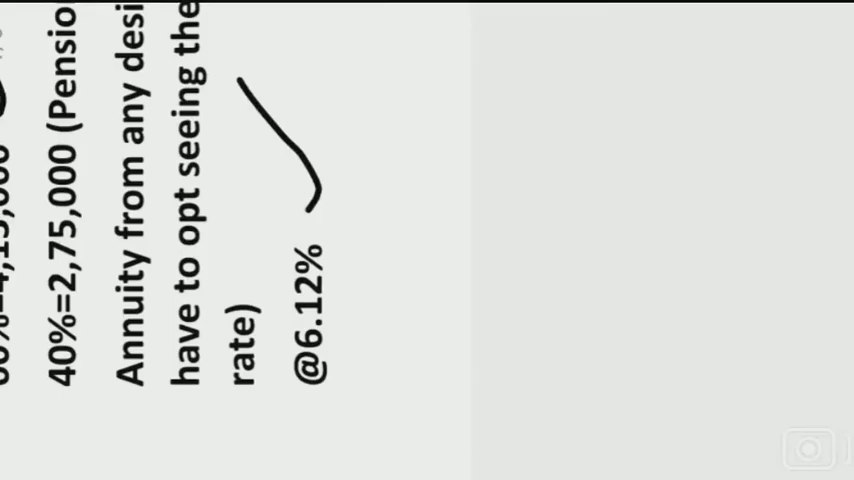 40%=2,75,000 (Pensio
Annuity from any desi
have to opt seeing the
rate)
@6.12%